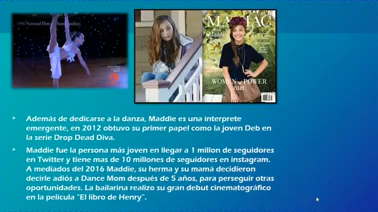 MANIAC
WOMEN of POWER
Además de dedicarse a la danza, Maddie es una interprete
emergente, en 2012 obtuvo su primer papel como la joven Deb en
la serie Drop Dead Diva.
Maddie fue la persona más joven en llegar a 1 millon de seguidores
en Twitter y tiene mas de 10 millones de seguidores en instagram.
A mediados del 2016 Maddie, su herma y su mamá decidieron
decirle adiós a Dance Mom después de 5 años, para perseguir otras
oportunidades. La bailarina realizo su gran debut cinematográfico
en la pelicula "El libro de Henry".